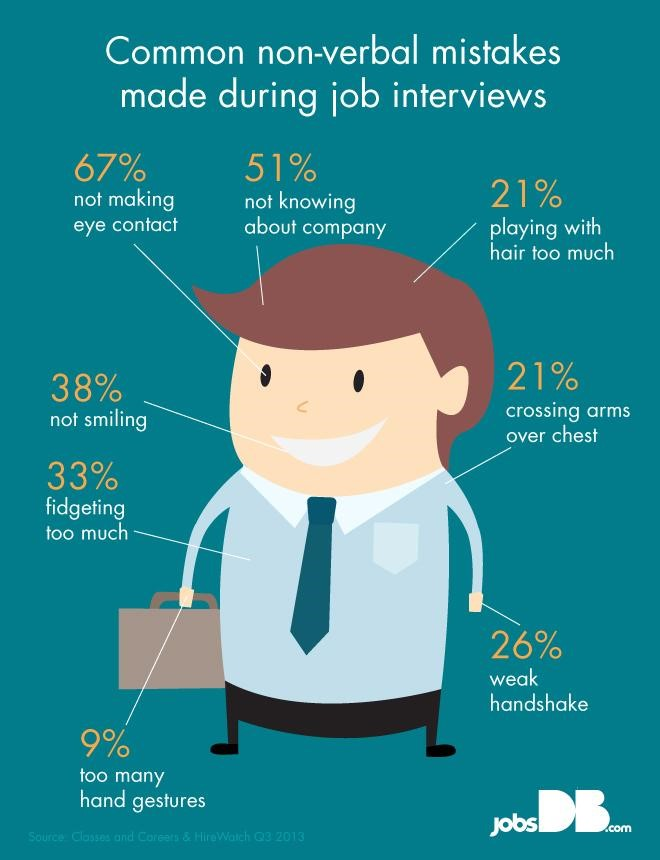 Common non-verbal mistakes
made during job interviews
67%
not making
eye contact
51%
not knowing
about company
21%
playing with
hair too much
38%
not smiling
21%
crossing arms
over chest
33%
fidgeting
too much
26%
weak
handshake
9%
too many
hand gestures
Source: Classes and Careers & HireWatch Q3 2013
jobsDB.com